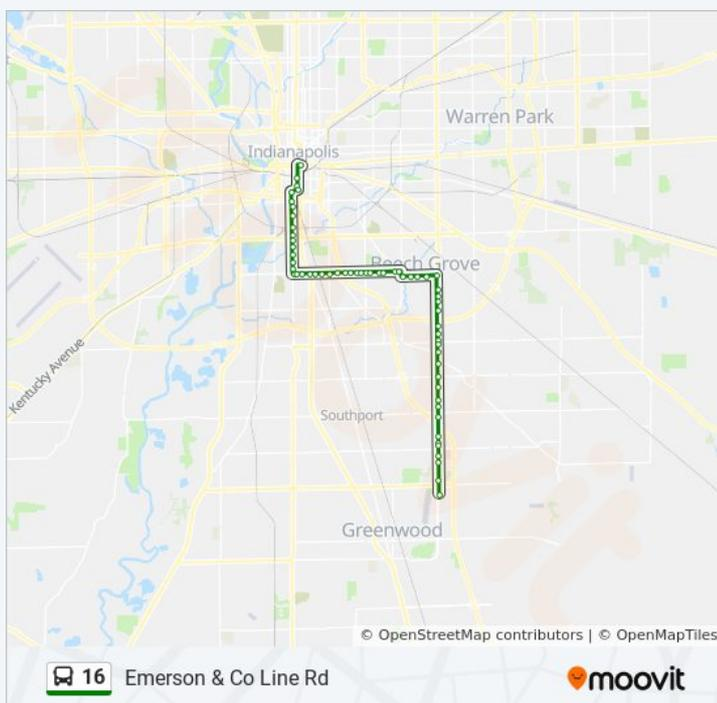 Warren Park
Indianapolis
Beech Grove
Kentucky Avenue
Southport
Greenwood
© OpenStreetMap contributors | © OpenMapTiles
16 Emerson & Co Line Rd
moovit